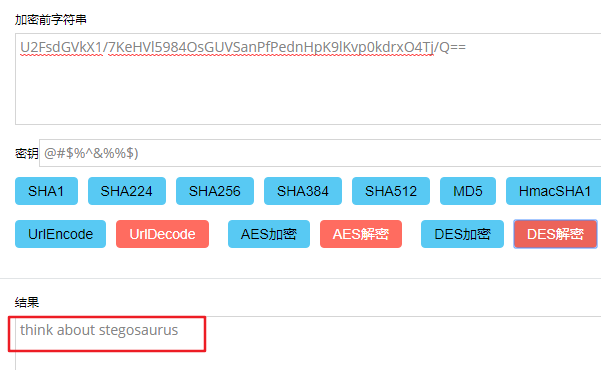 加密前字符串
U2FsdGVkX1/7KeHVl5984OsGUVSanPfPednHpK9lKvp0kdrxO4Tj/Q==
密钥 @#$%^&%%$)
SHA1 SHA224 SHA256 SHA384 SHA512 MD5 HmacSHA1
UrlEncode UrlDecode AES加密 AES解密 DES加密 DES解密
结果
think about stegosaurus